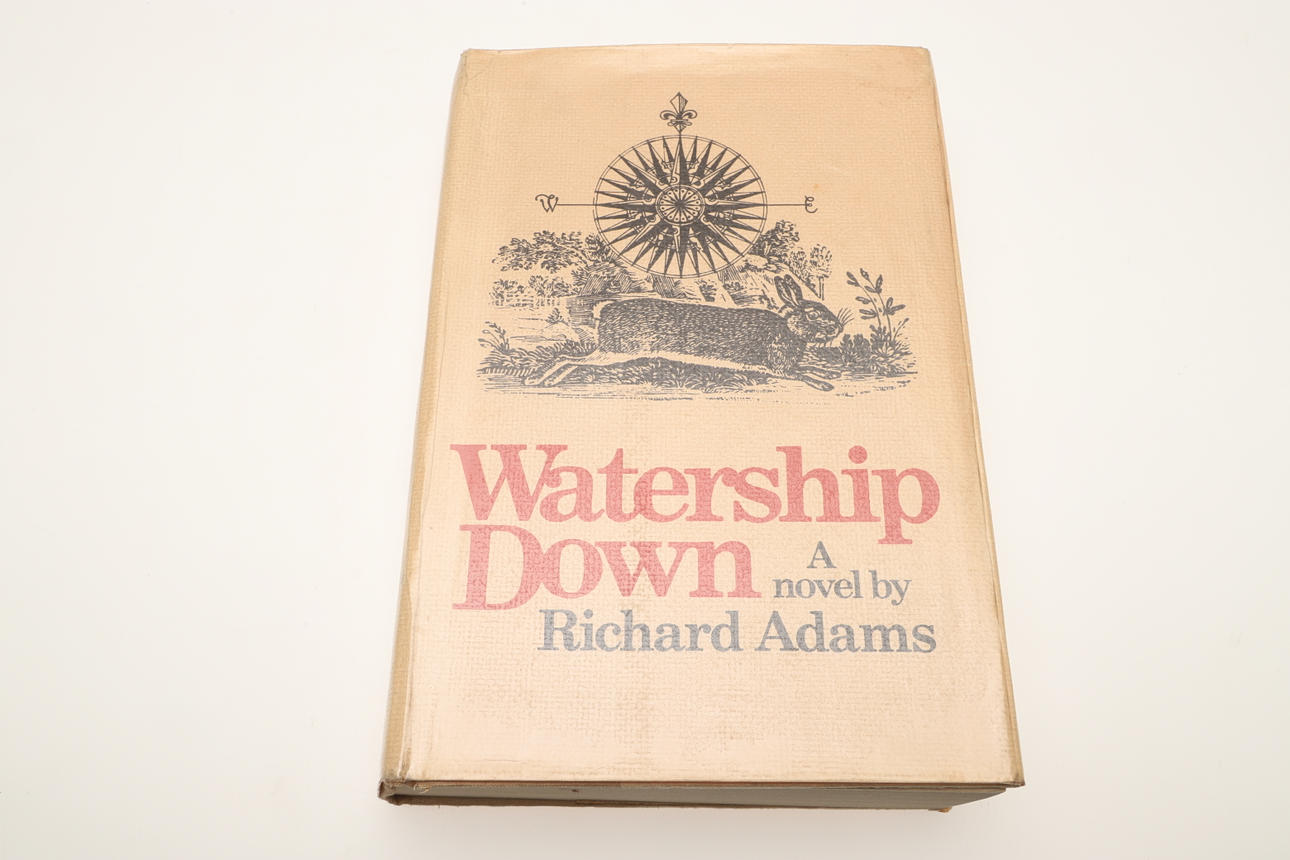 W E
Watership
Down
A
novel by
Richard Adams